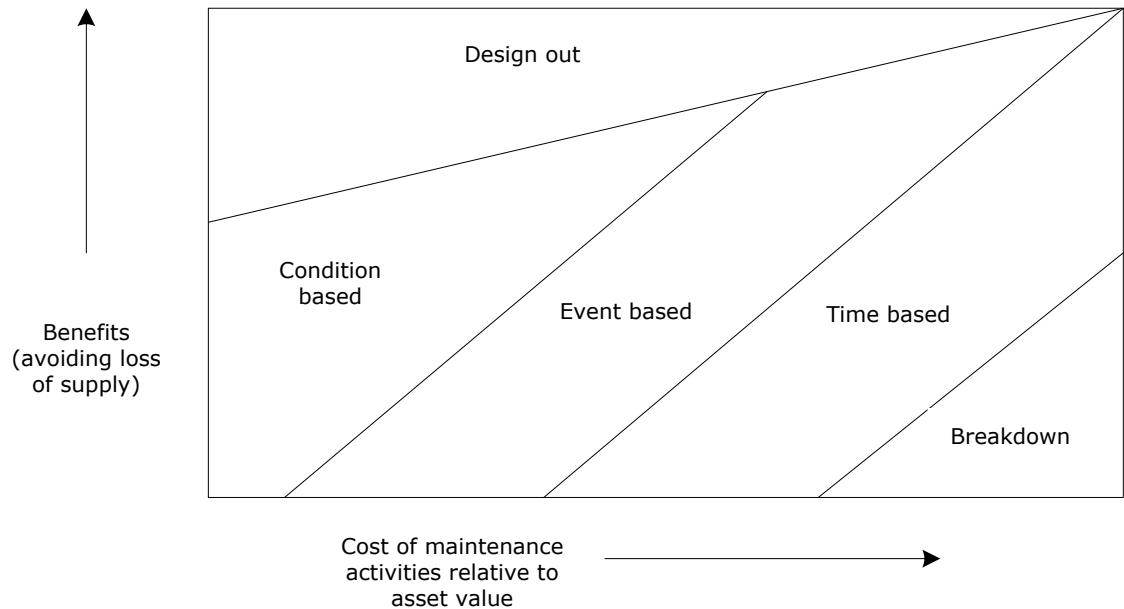 Design out
Condition
based
Event based
Time based
Benefits
(avoiding loss
of supply)
Breakdown
Cost of maintenance
activities relative to
asset value